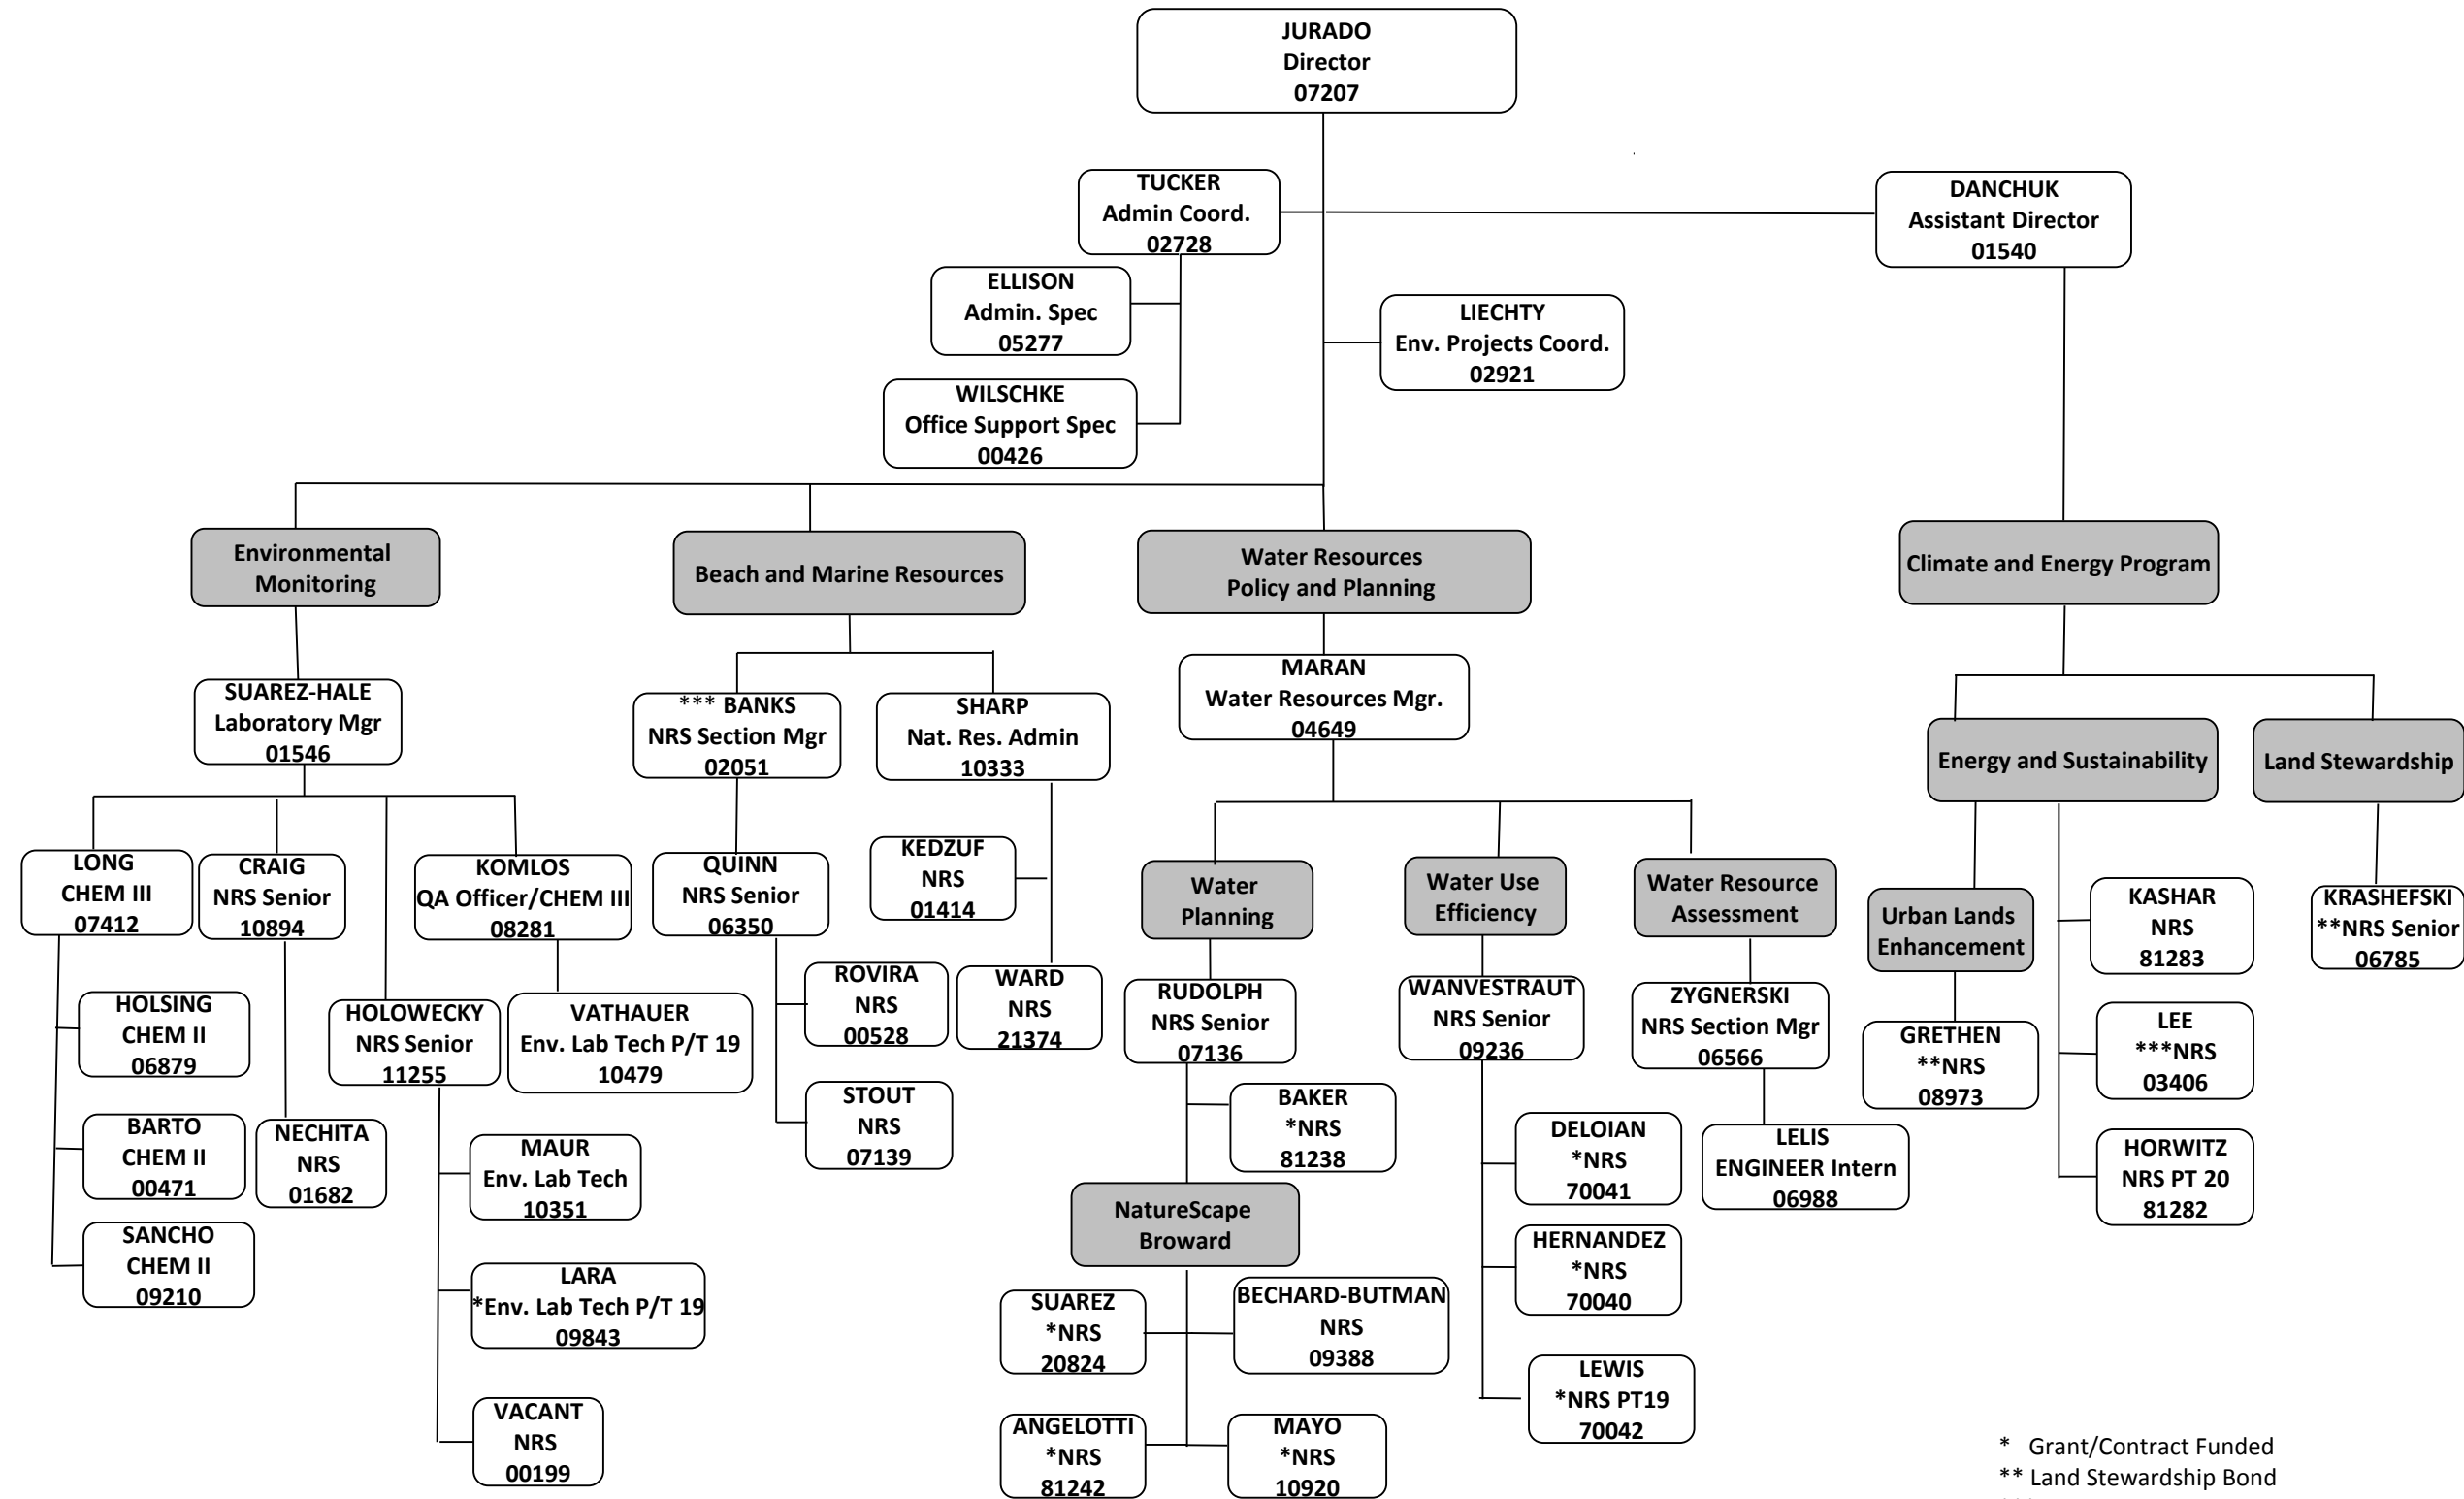 JURADO
Director
07207
TUCKER
Admin Coord.
02728
DANCHUK
Assistant Director
01540
ELLISON
Admin. Spec
05277
LIECHTY
Env. Projects Coord.
02921
WILSCHKE
Office Support Spec
00426
Environmental
Monitoring
Beach and Marine Resources
Water Resources
Policy and Planning
Climate and Energy Program
SUAREZ-HALE
Laboratory Mgr
01546
*** BANKS
NRS Section Mgr
02051
SHARP
Nat. Res. Admin
10333
MARAN
Water Resources Mgr.
04649
Energy and Sustainability
Land Stewardship
LONG
CHEM III
07412
CRAIG
NRS Senior
10894
KOMLOS
QA Officer/CHEM III
08281
QUINN
NRS Senior
06350
KEDZUF
NRS
01414
Water
Planning
Water Use
Efficiency
Water Resource
Assessment
Urban Lands
Enhancement
KASHAR
NRS
81283
KRASHEFSKI
**NRS Senior
06785
HOLSING
CHEM II
06879
HOLOWECKY
NRS Senior
11255
VATHAUER
Env. Lab Tech P/T 19
10479
ROVIRA
NRS
00528
WARD
NRS
21374
RUDOLPH
NRS Senior
07136
WANVESTRAUT
NRS Senior
09236
ZYGNERSKI
NRS Section Mgr
06566
GRETHEN
**NRS
08973
LEE
***NRS
03406
BARTO
CHEM II
00471
NECHITA
NRS
01682
MAUR
Env. Lab Tech
10351
STOUT
NRS
07139
BAKER
*NRS
81238
DELOIAN
*NRS
70041
LELIS
ENGINEER Intern
06988
HORWITZ
NRS PT 20
81282
SANCHO
CHEM II
09210
LARA
*Env. Lab Tech P/T 19
09843
NatureScape
Broward
HERNANDEZ
*NRS
70040
SUAREZ
*NRS
20824
BECHARD-BUTMAN
NRS
09388
LEWIS
*NRS PT19
70042
VACANT
NRS
00199
ANGELOTTI
*NRS
81242
MAYO
*NRS
10920
* Grant/Contract Funded
** Land Stewardship Bond